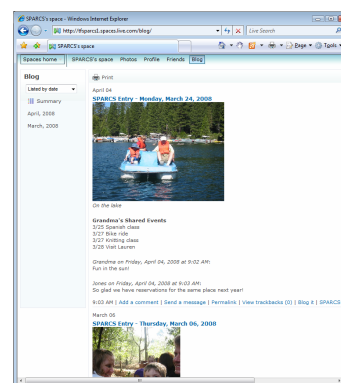 SPARCS's space - Windows Internet Explorer
http://thsparcs1.spaces.live.com/blog/
Live Search
SPARCS's space
Page
Tools
Spaces home
SPARCS's space Photos Profile Friends Blog
Blog
Print
Listed by date
Summary
April, 2008
March, 2008
April 04
SPARCS Entry - Monday, March 24, 2008
On the lake
Grandma's Shared Events
3/25 Spanish class
3/27 Bike ride
3/27 Knitting class
3/28 Visit Lauren
Grandma on Friday, April 04, 2008 at 9:02 AM:
Fun in the sun!
Jones on Friday, April 04, 2008 at 9:03 AM:
So glad we have reservations for the same place next year!
9:03 AM | Add a comment | Send a message | Permalink | View trackbacks (0) | Blog it | SPARCS
March 06
SPARCS Entry - Thursday, March 06, 2008